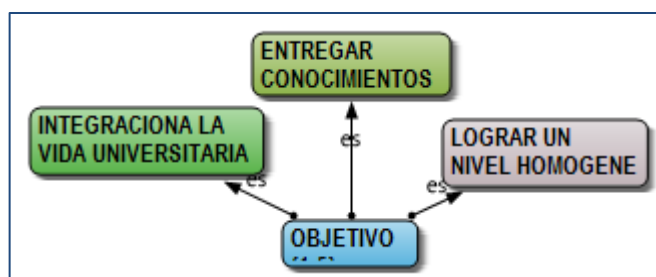 ENTREGAR
CONOCIMIENTOS
INTEGRACIONA LA
VIDA UNIVERSITARIA
LOGRAR UN
NIVEL HOMOGENE
es
es
es
OBJETIVO